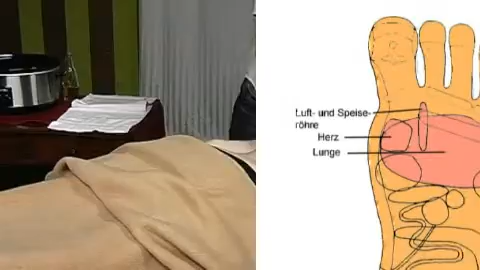 Luft- und Speise-
röhre
Herz
Lunge